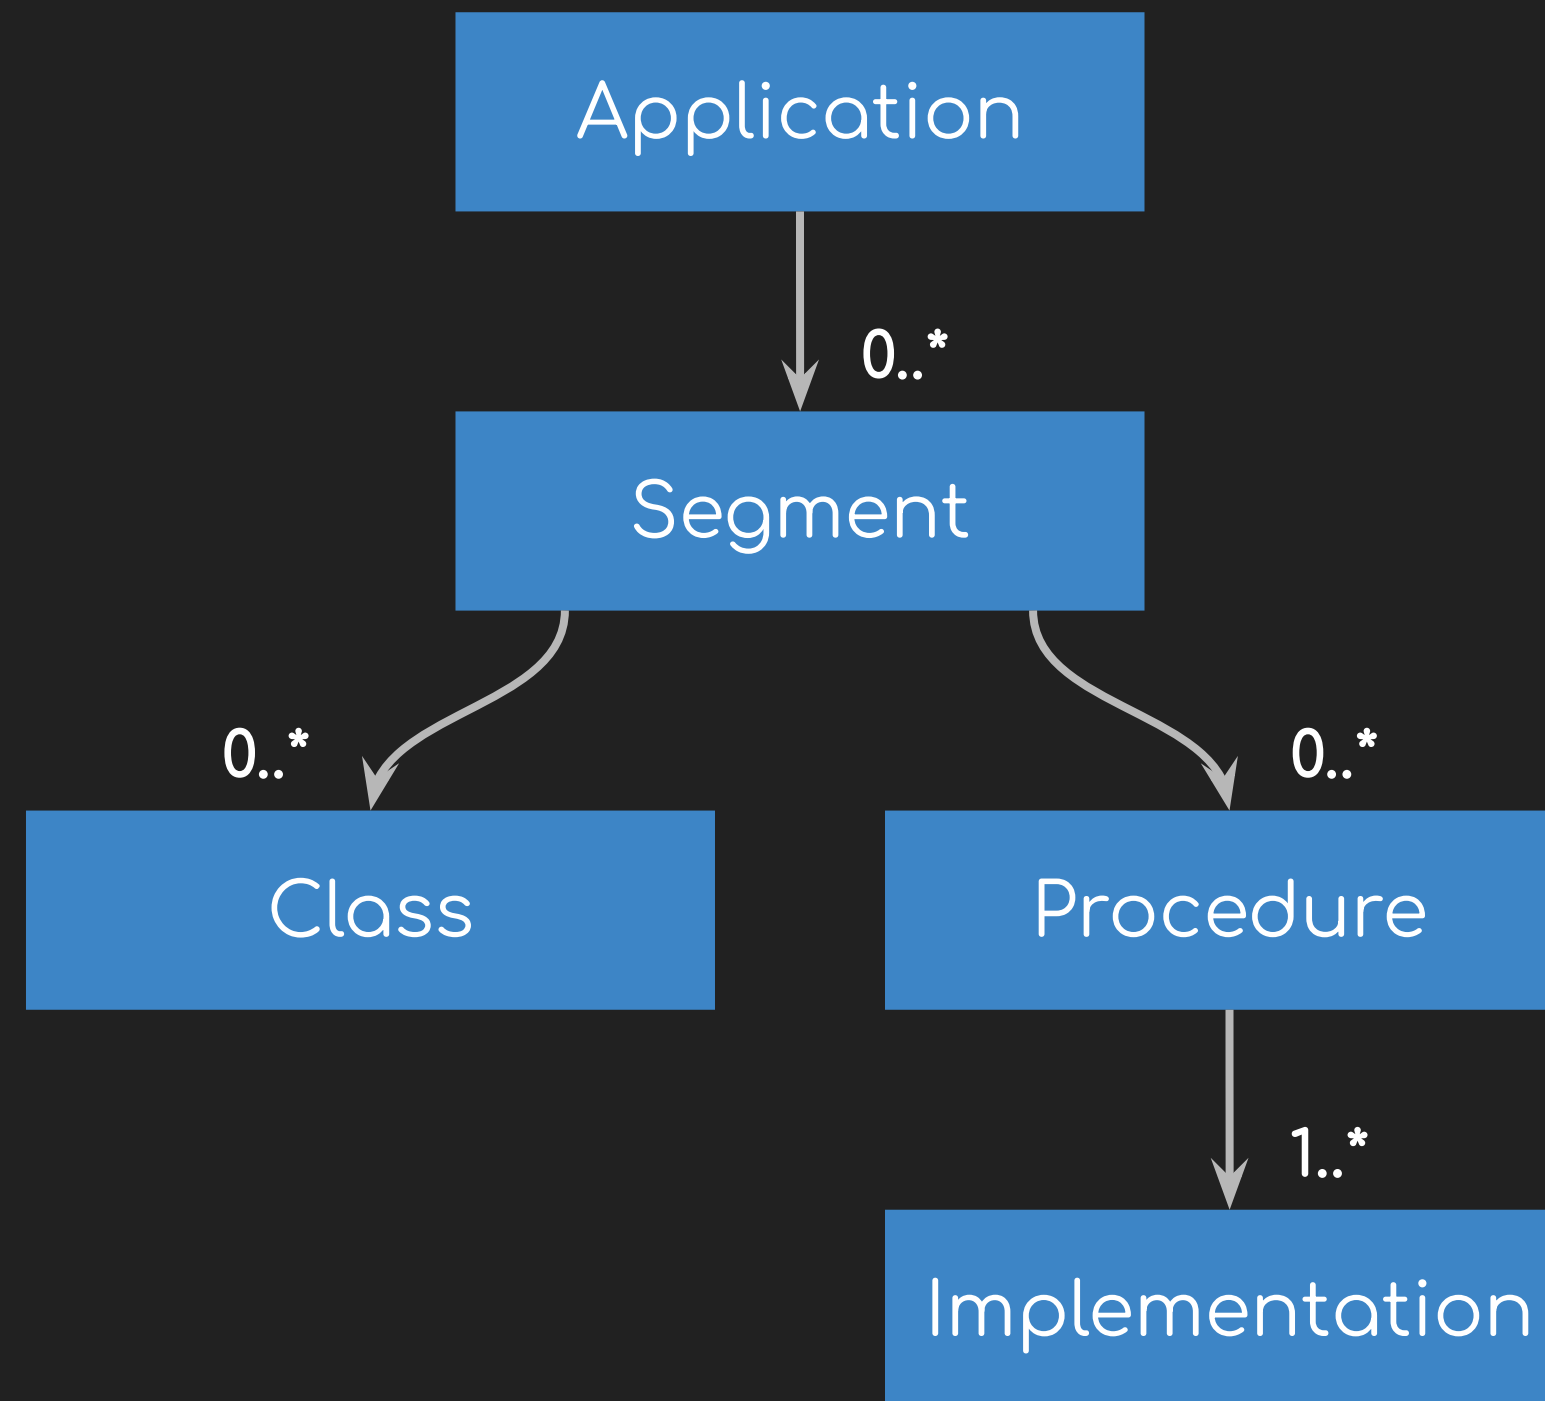 Application
0..*
Segment
0..*
0..*
Class
Procedure
1..*
Implementation